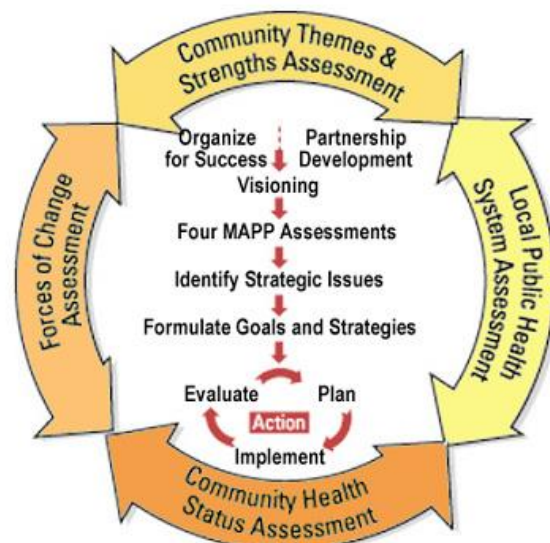 Community Themes &
Strengths Assessment
Organize
for Success
Partnership
Development
Visioning
Four MAPP Assessments
Identify Strategic Issues
Formulate Goals and Strategies
Evaluate
Plan
Action
Implement
Forces of Change
Assessment
Local Public Health
System Assessment
Community Health
Status Assessment